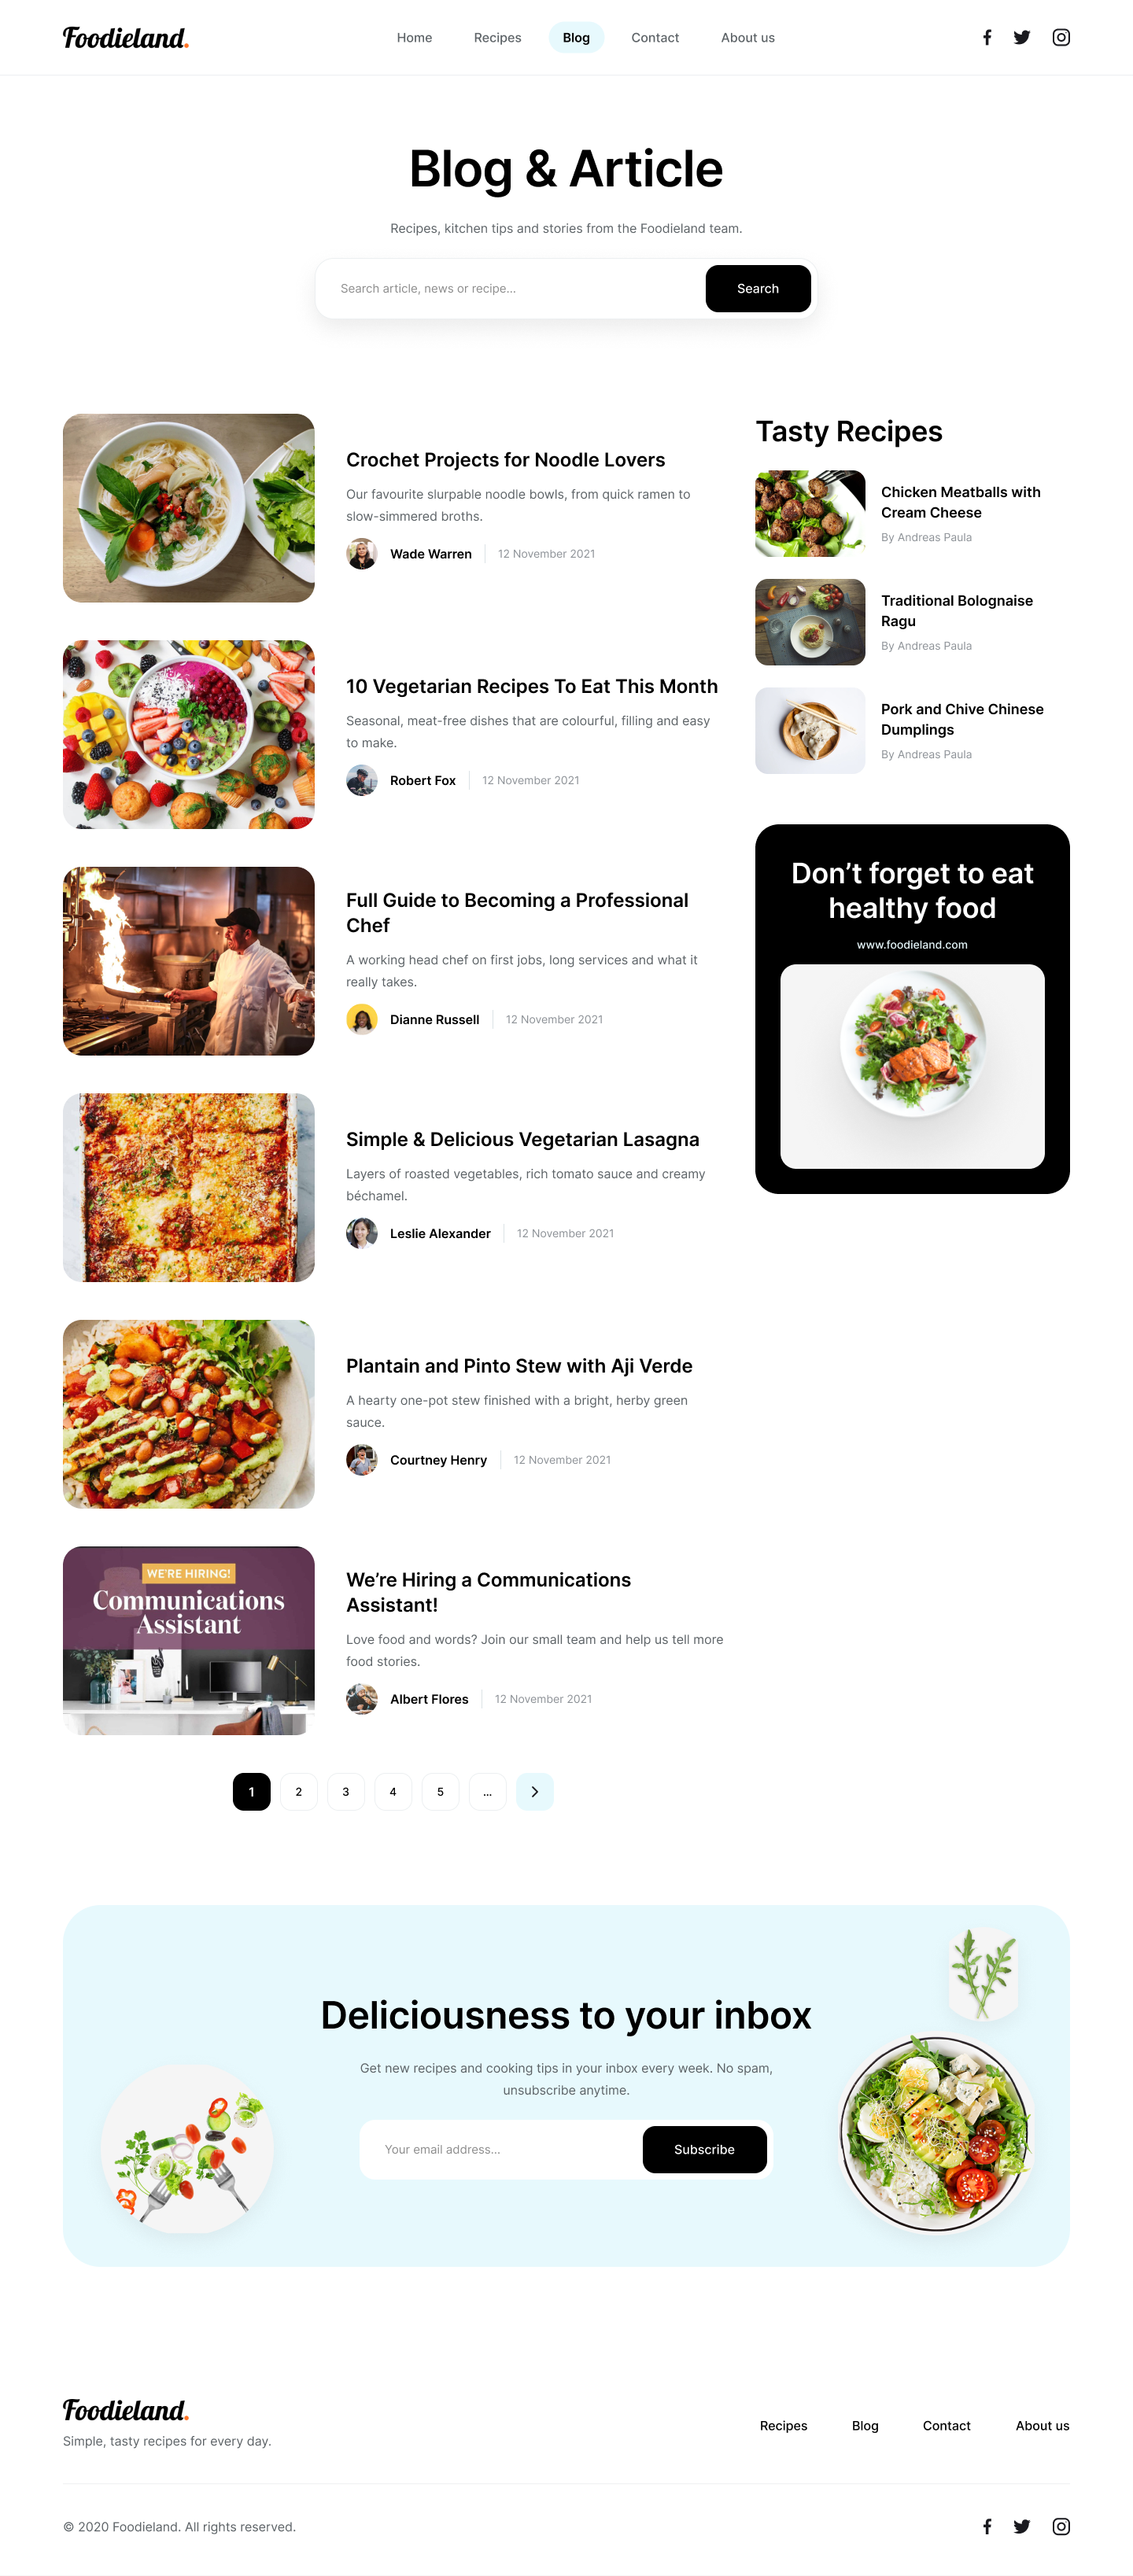 Foodieland.
Home
Recipes
Blog
Contact
About us
Blog & Article
Recipes, kitchen tips and stories from the Foodieland team.
Search article, news or recipe...
Search
Crochet Projects for Noodle Lovers
Our favourite slurpable noodle bowls, from quick ramen to
slow-simmered broths.
Wade Warren
12 November 2021
10 Vegetarian Recipes To Eat This Month
Seasonal, meat-free dishes that are colourful, filling and easy
to make.
Robert Fox
12 November 2021
Full Guide to Becoming a Professional
Chef
A working head chef on first jobs, long services and what it
really takes.
Dianne Russell
12 November 2021
Simple & Delicious Vegetarian Lasagna
Layers of roasted vegetables, rich tomato sauce and creamy
béchamel.
Leslie Alexander
12 November 2021
Plantain and Pinto Stew with Aji Verde
A hearty one-pot stew finished with a bright, herby green
sauce.
Courtney Henry
12 November 2021
WE'RE HIRING!
Communications
Assistant
We’re Hiring a Communications
Assistant!
Love food and words? Join our small team and help us tell more
food stories.
Albert Flores
12 November 2021
1
2
3
4
5
...
Tasty Recipes
Chicken Meatballs with
Cream Cheese
By Andreas Paula
Traditional Bolognaise
Ragu
By Andreas Paula
Pork and Chive Chinese
Dumplings
By Andreas Paula
Don’t forget to eat
healthy food
www.foodieland.com
Deliciousness to your inbox
Get new recipes and cooking tips in your inbox every week. No spam,
unsubscribe anytime.
Your email address...
Subscribe
Foodieland.
Simple, tasty recipes for every day.
Recipes
Blog
Contact
About us
© 2020 Foodieland. All rights reserved.